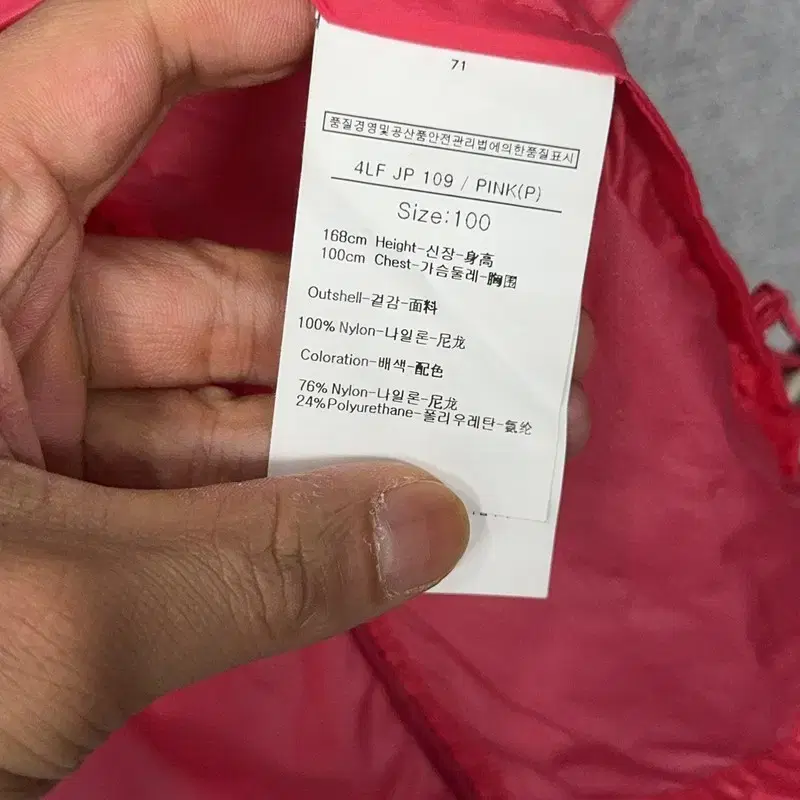 71
품질경영및공산품안전관리법에의한품질표시
4LF JP 109 / PINK(P)
Size:100
168cm Height-신장-身高
100cm Chest-가슴둘레-胸围
Outshell-겉감-面料
100% Nylon-나일론-尼龙
Coloration-배색-配色
76% Nylon-나일론-尼龙
24%Polyurethane-폴리우레탄-氨纶